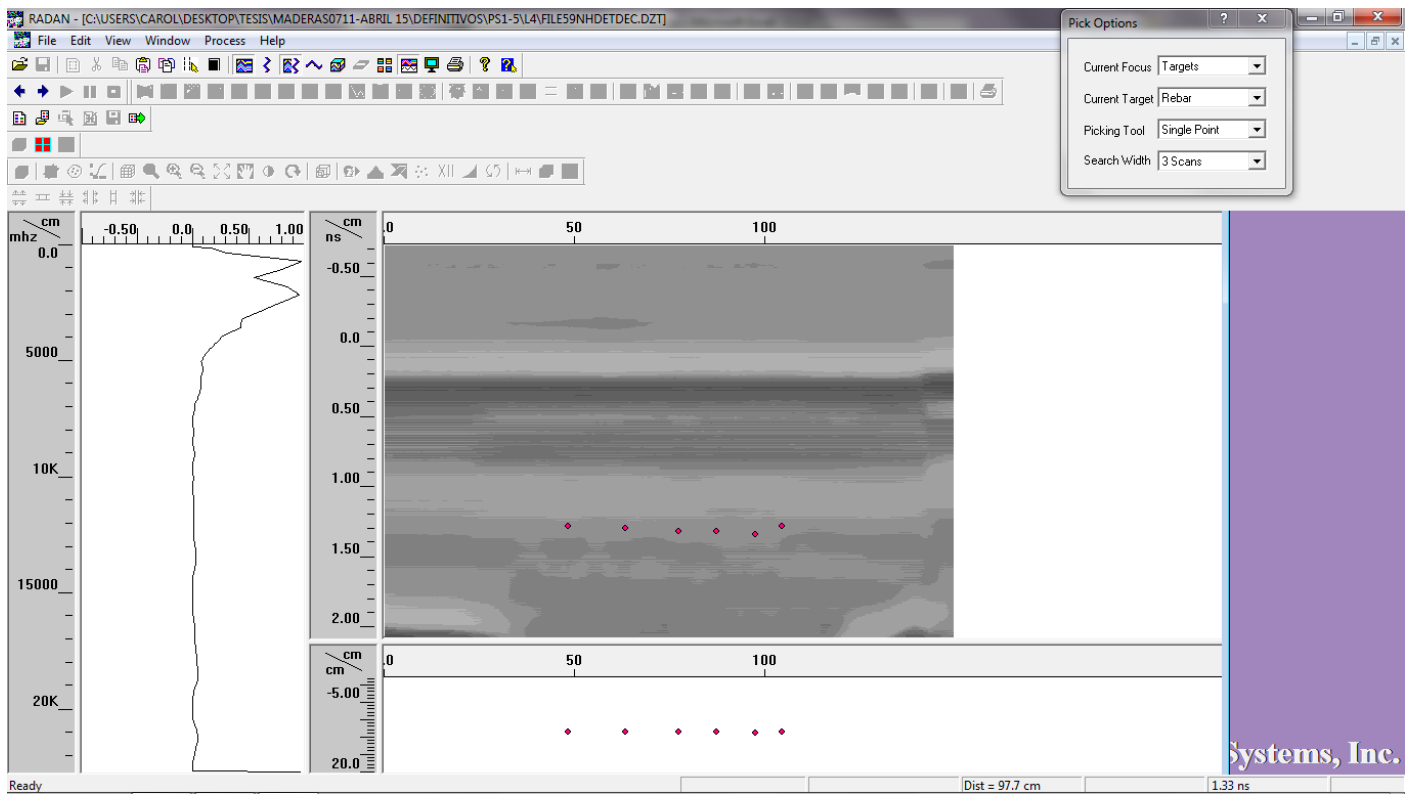 RADAN - [C:\USERS\CAROL\DESKTOP\TESIS\MADERAS0711-ABRIL 15\DEFINITIVOS\PS1-5\L4\FILE59NHDETDEC.DZT]
File Edit View Window Process Help
Pick Options
Current Focus Targets
Current Target Rebar
Picking Tool Single Point
Search Width 3 Scans
cm
mhz
-0.50 0.0 0.50 1.00
0.0
5000
10K
15000
20K
cm
ns
.0 50 100
-0.50
0.0
0.50
1.00
1.50
2.00
cm
cm
.0 50 100
-5.00
20.0
Systems, Inc.
Ready
Dist = 97.7 cm
1.33 ns